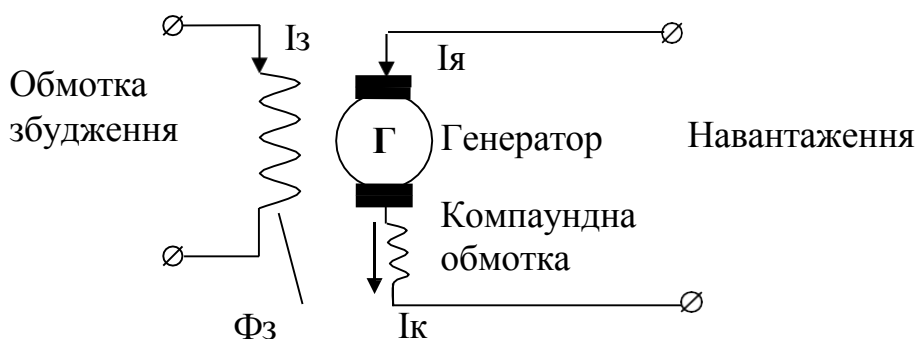 Iз
Iя
Обмотка
збудження
Г
Генератор
Навантаження
Компаундна
обмотка
Фз
Iк